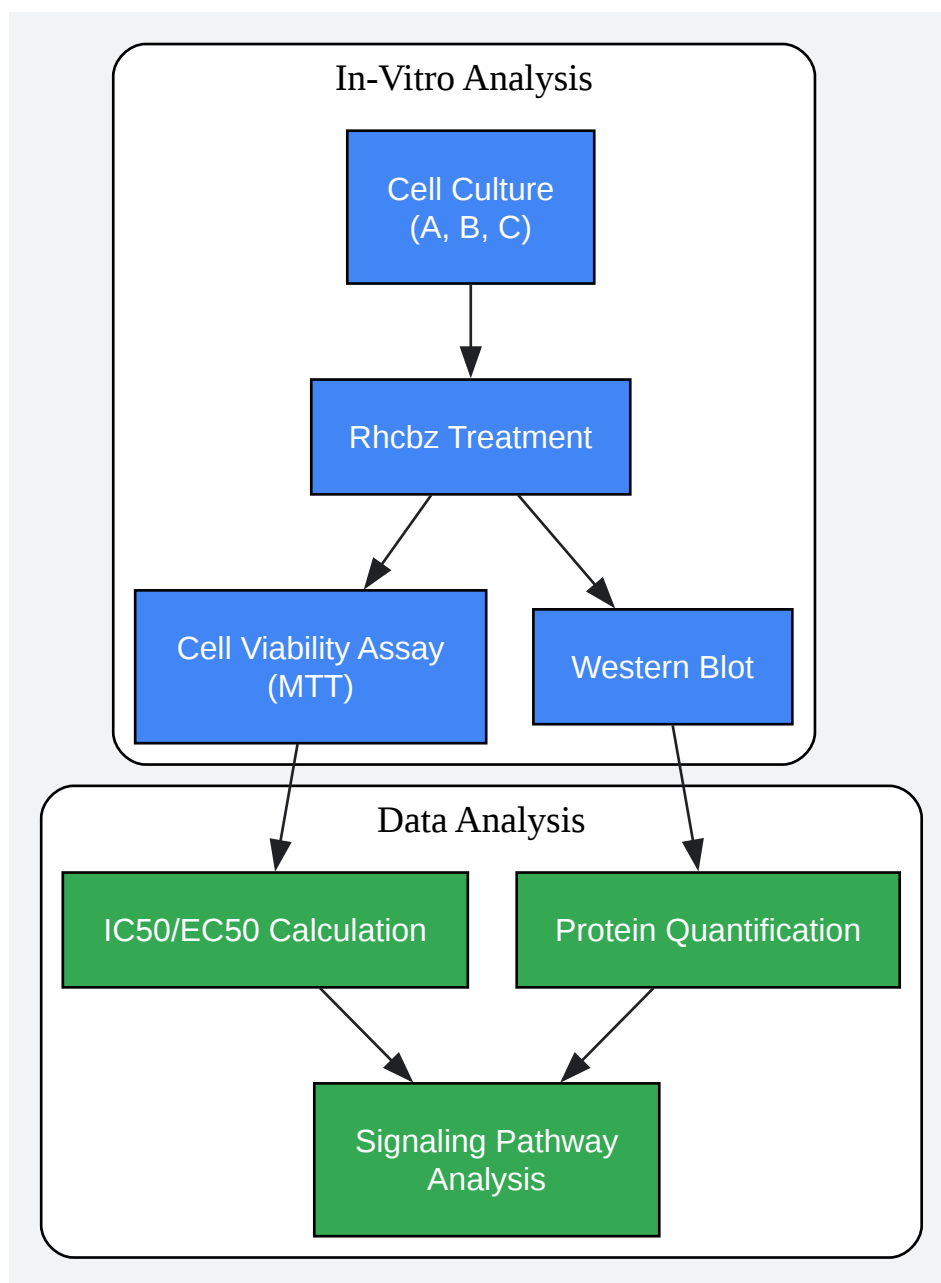 In-Vitro Analysis
Cell Culture
(A, B, C)
Rhcbz Treatment
Cell Viability Assay
(MTT)
Western Blot
Data Analysis
IC50/EC50 Calculation
Protein Quantification
Signaling Pathway
Analysis